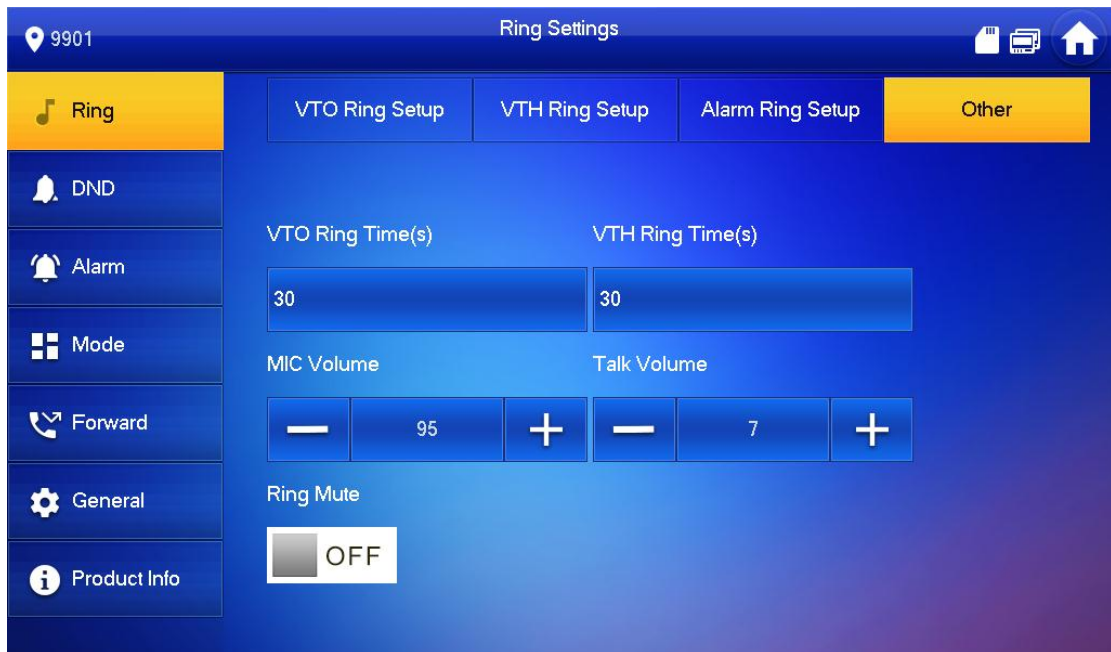 9901
Ring Settings
Ring
VTO Ring Setup
VTH Ring Setup
Alarm Ring Setup
Other
DND
Alarm
Mode
Forward
General
Product Info
VTO Ring Time(s)
VTH Ring Time(s)
30
30
MIC Volume
Talk Volume
95
7
Ring Mute
OFF